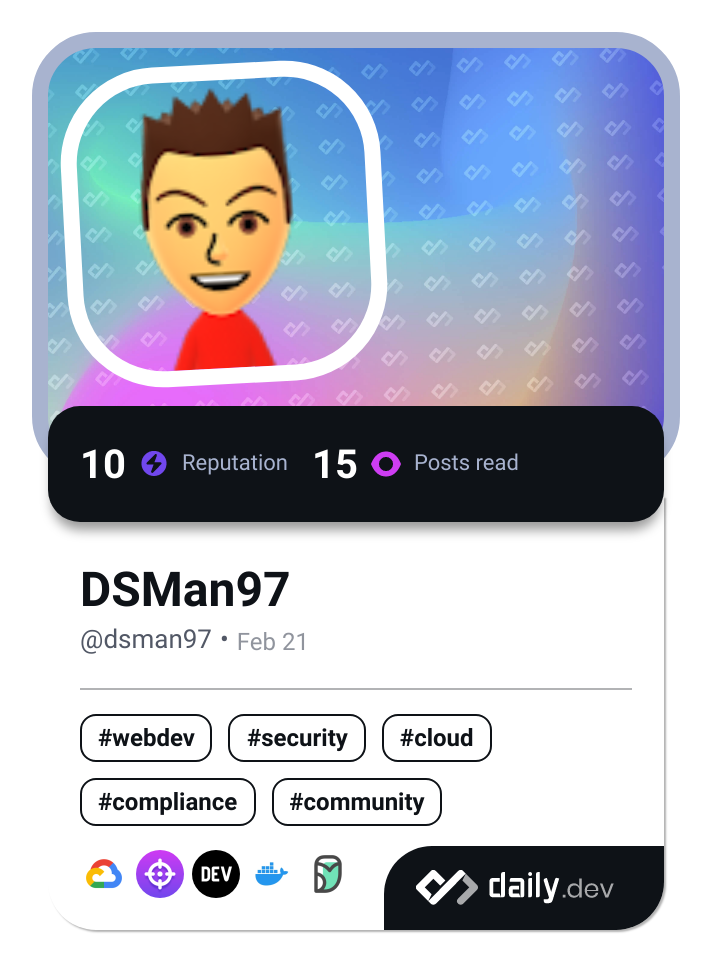 10 Reputation 15 Posts read
DSMan97
@dsman97 • Feb 21
#webdev #security #cloud
#compliance #community
DEV
daily.dev